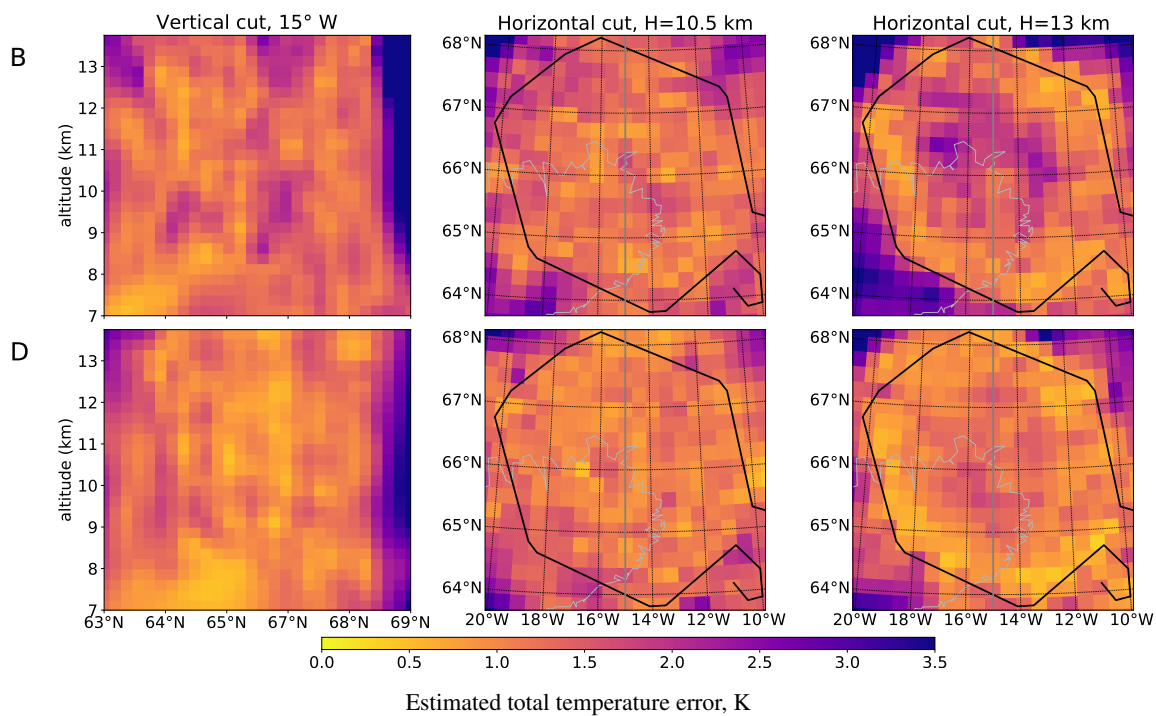 Vertical cut, 15° W
Horizontal cut, H=10.5 km
Horizontal cut, H=13 km
B
altitude (km)
13
12
11
10
9
8
7
68°N
67°N
66°N
65°N
64°N
68°N
67°N
66°N
65°N
64°N
D
altitude (km)
13
12
11
10
9
8
7
68°N
67°N
66°N
65°N
64°N
68°N
67°N
66°N
65°N
64°N
63°N 64°N 65°N 67°N 68°N 69°N
20°W 18°W 16°W 14°W 12°W 10°W
20°W 18°W 16°W 14°W 12°W 10°W
0.0 0.5 1.0 1.5 2.0 2.5 3.0 3.5
Estimated total temperature error, K